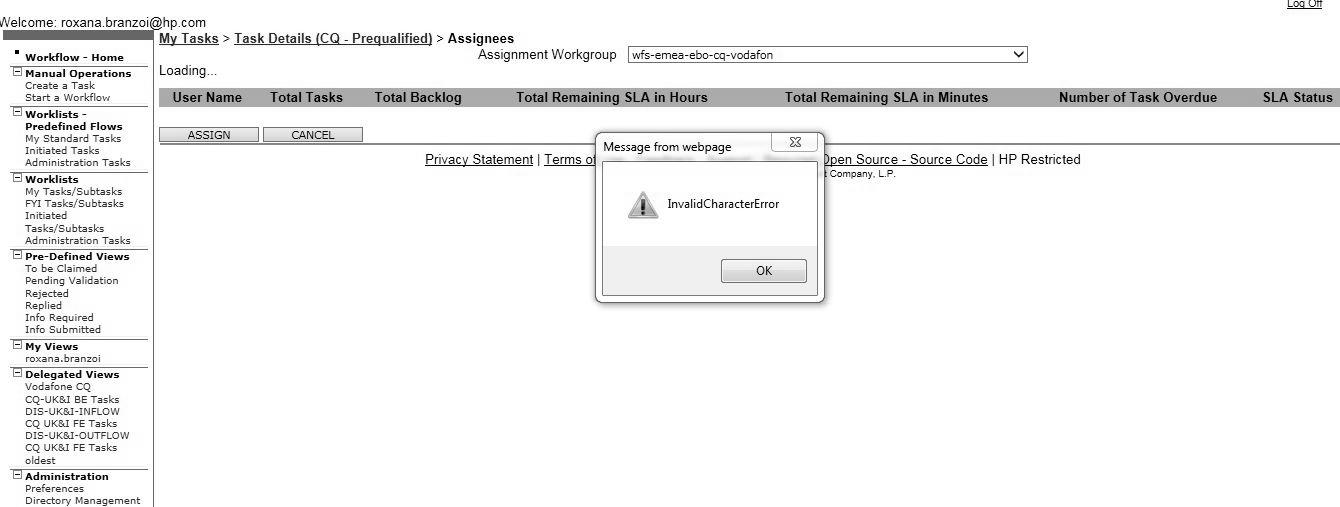 Log Off
Welcome: roxana.branzoi@hp.com
My Tasks > Task Details (CQ - Prequalified) > Assignees
Assignment Workgroup wfs-emea-ebo-cq-vodafon
Loading...
User Name Total Tasks Total Backlog Total Remaining SLA in Hours Total Remaining SLA in Minutes Number of Task Overdue SLA Status
ASSIGN CANCEL
Privacy Statement | Terms of Open Source - Source Code | HP Restricted
Company, L.P.
Message from webpage
InvalidCharacterError
OK
Workflow - Home
Manual Operations
Create a Task
Start a Workflow
Worklists -
Predefined Flows
My Standard Tasks
Initiated Tasks
Administration Tasks
Worklists
My Tasks/Subtasks
FYI Tasks/Subtasks
Initiated
Tasks/Subtasks
Administration Tasks
Pre-Defined Views
To be Claimed
Pending Validation
Rejected
Replied
Info Required
Info Submitted
My Views
roxana.branzoi
Delegated Views
Vodafone CQ
CQ-UK&I BE Tasks
DIS-UK&I-INFLOW
CQ UK&I FE Tasks
DIS-UK&I-OUTFLOW
CQ UK&I FE Tasks
oldest
Administration
Preferences
Directory Management